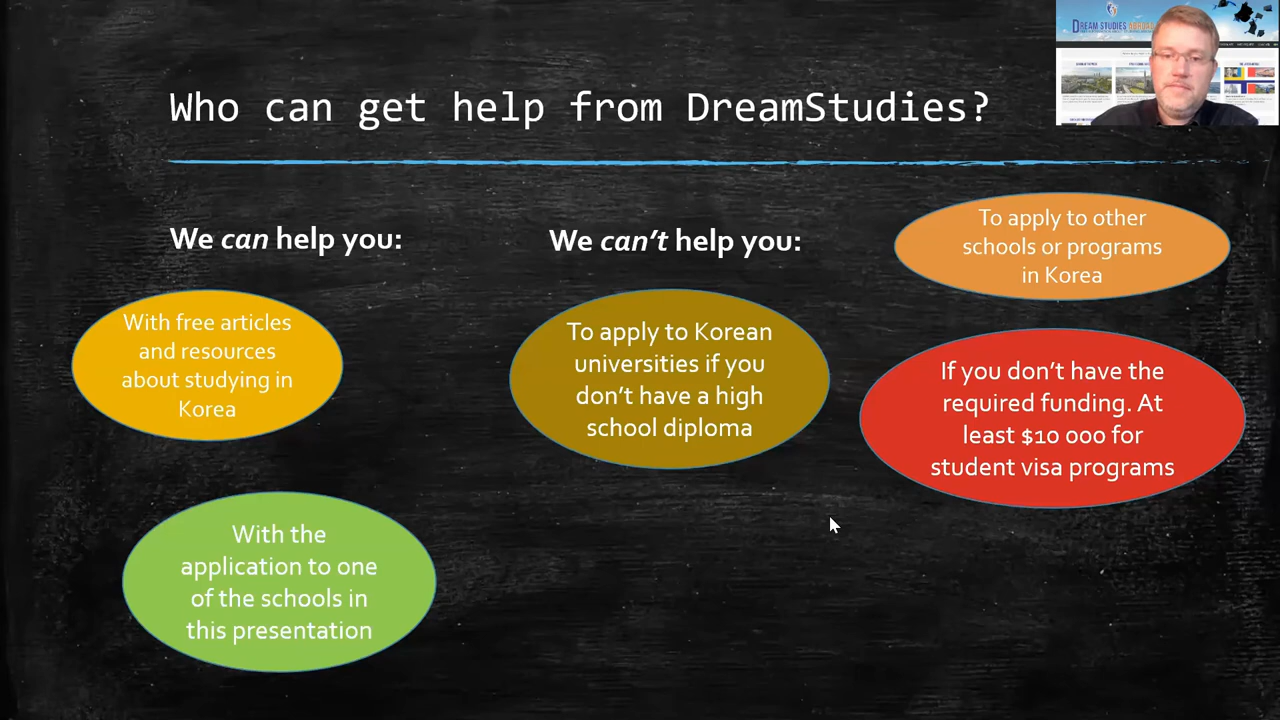 Who can get help from DreamStudies?
DREAM STUDIES ABROAD
We can help you:
With free articles
and resources
about studying in
Korea
With the
application to one
of the schools in
this presentation
We can't help you:
To apply to Korean
universities if you
don't have a high
school diploma
To apply to other
schools or programs
in Korea
If you don't have the
required funding. At
least $10 000 for
student visa programs